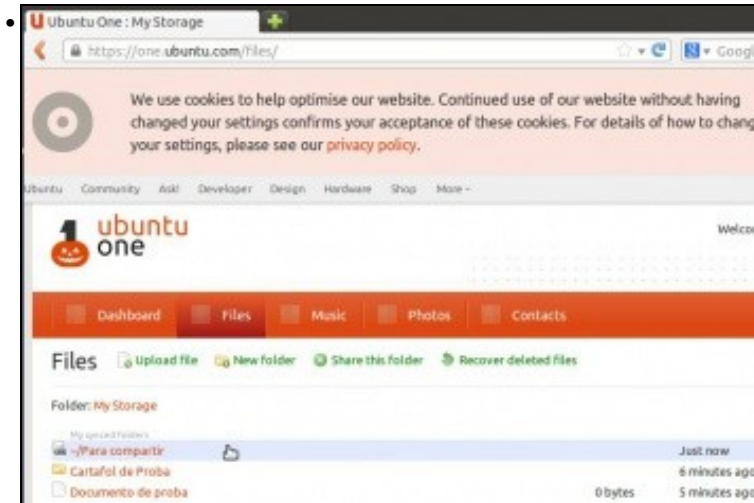 Ubuntu One : My Storage
https://one.ubuntu.com/files/
Googl
We use cookies to help optimise our website. Continued use of our website without having
changed your settings confirms your acceptance of these cookies. For details of how to chang
your settings, please see our privacy policy.
Ubuntu Community Ask! Developer Design Hardware Shop More
ubuntu
one
Welco
Dashboard Files Music Photos Contacts
Files Upload file New folder Share this folder Recover deleted files
Folder: My Storage
My synced folders
~/Para compartir Just now
Cartafol de Proba 6 minutes ago
Documento de proba 0 bytes 5 minutes ago